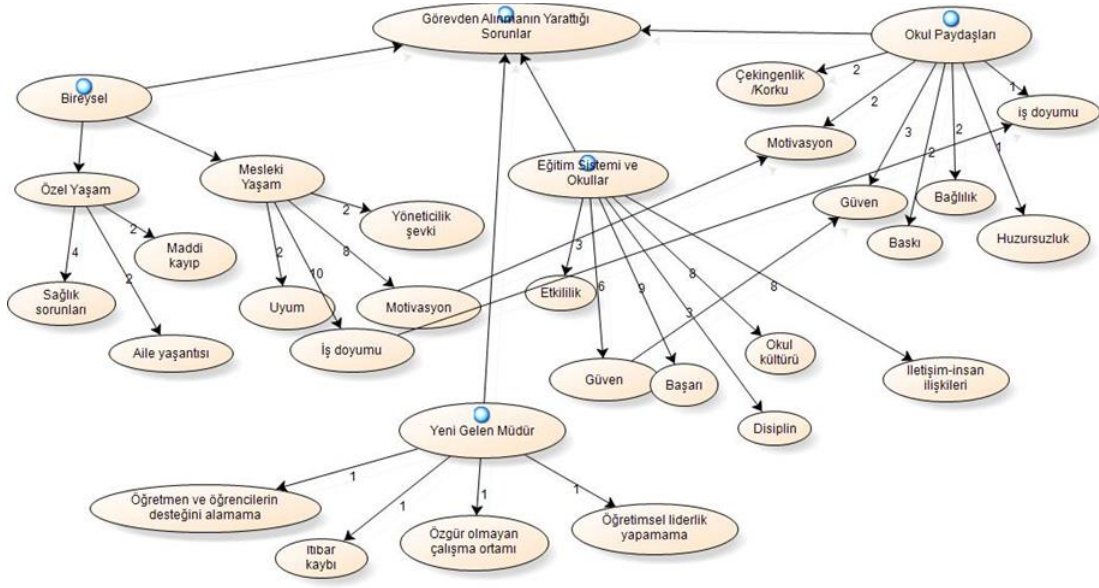 Görevden Alınmanın Yarattığı
Sorunlar
Okul Paydaşları
Bireysel
Çekingenlik
/Korku
2
2
3
2
2
1
1
iş doyumu
Motivasyon
Güven
Bağlılık
Baskı
Huzursuzluk
Özel Yaşam
Mesleki
Yaşam
Eğitim Sistemi ve
Okullar
4
2
2
Maddi
kayıp
Sağlık
sorunları
Aile yaşantısı
2
10
8
2
Yöneticilik
şevki
Uyum
Motivasyon
İş doyumu
3
6
9
3
8
8
Etkililik
Güven
Başarı
Okul
kültürü
Disiplin
Iletişim-insan
ilişkileri
Yeni Gelen Müdür
1
1
1
1
Öğretmen ve öğrencilerin
desteğini alamama
Itibar
kaybı
Özgür olmayan
çalışma ortamı
Öğretimsel liderlik
yapamama